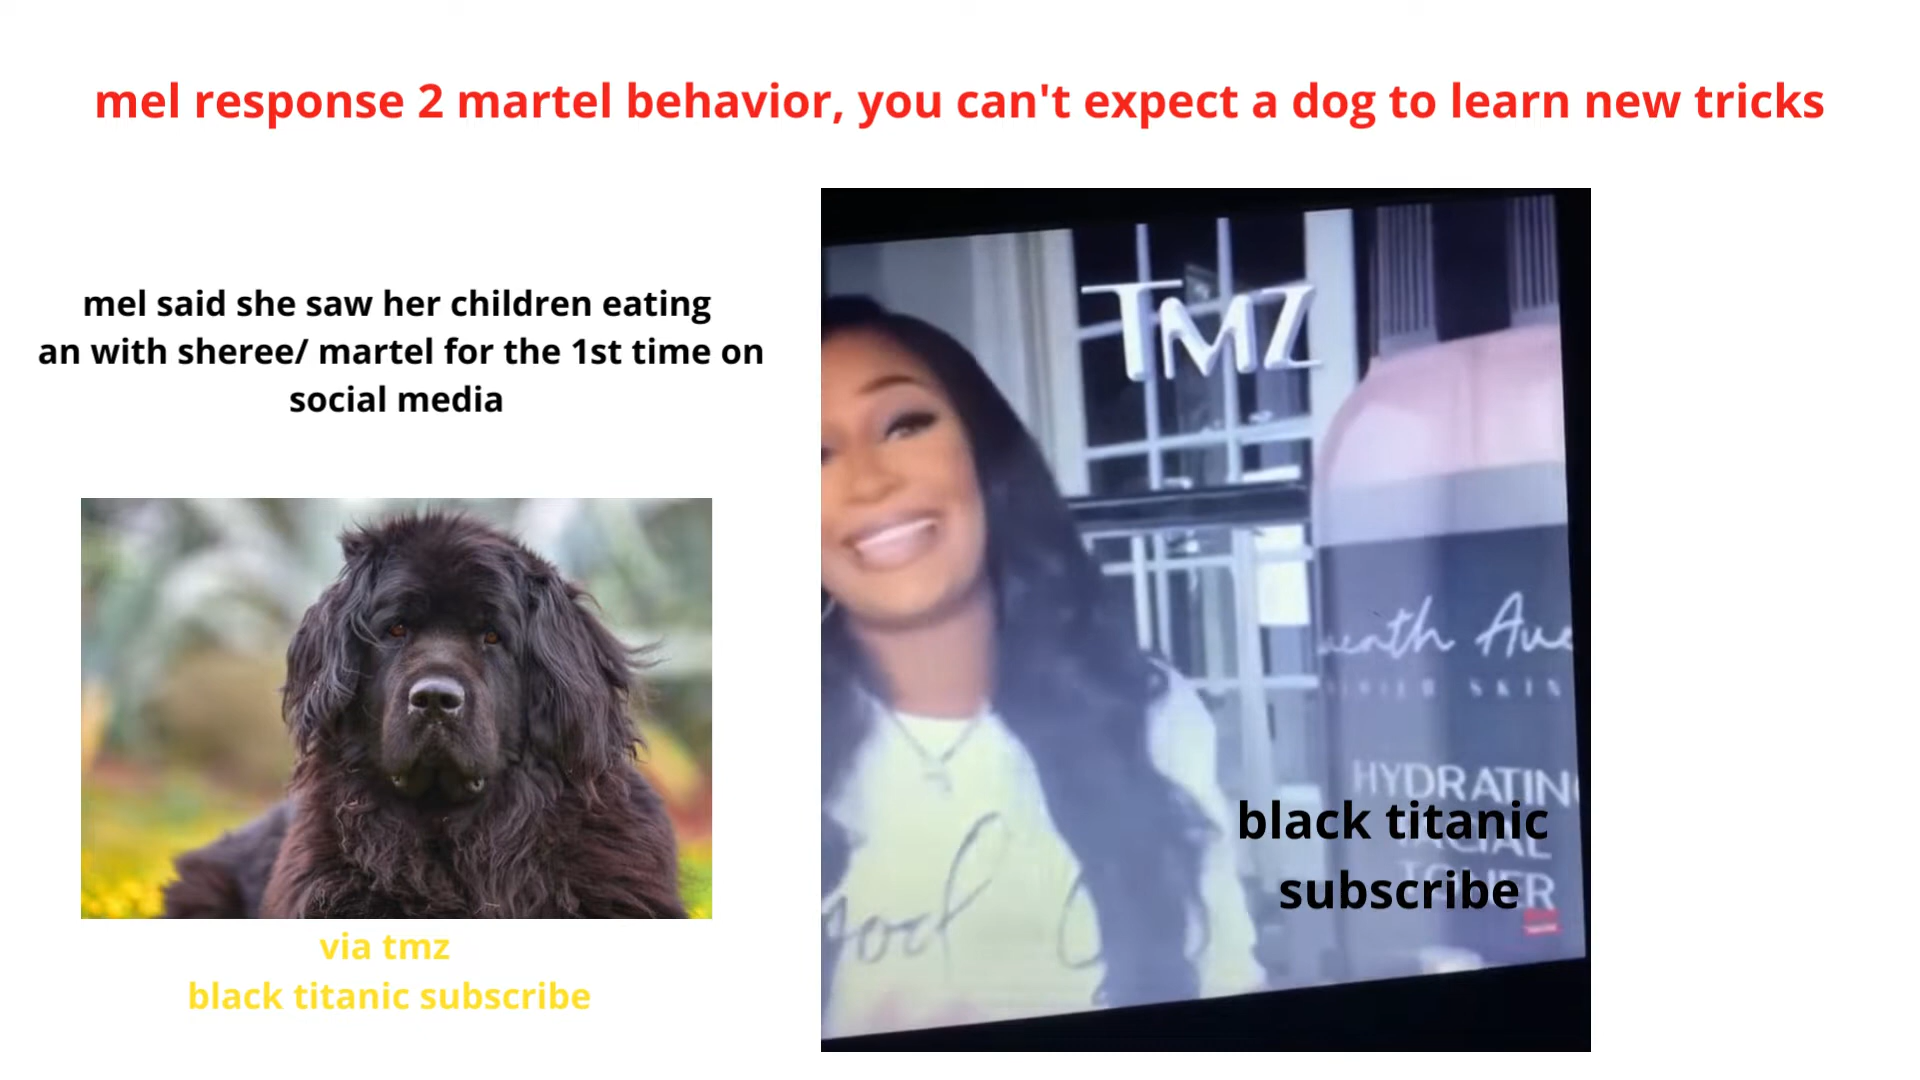 mel response 2 martel behavior, you can't expect a dog to learn new tricks
mel said she saw her children eating
an with sheree/ martel for the 1st time on
social media
TMZ
HYDRATING
black titanic
subscribe
via tmz
black titanic subscribe